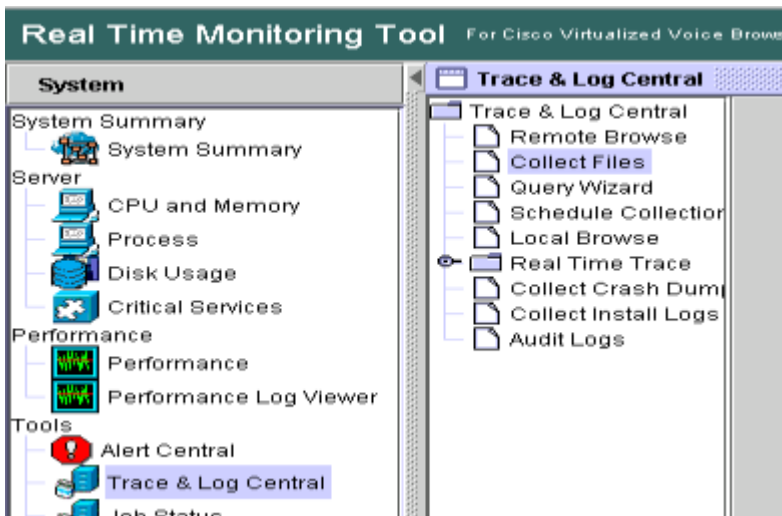 Real Time Monitoring Tool For Cisco Virtualized Voice Browse
System
System Summary
System Summary
Server
CPU and Memory
Process
Disk Usage
Critical Services
Performance
Performance
Performance Log Viewer
Tools
Alert Central
Trace & Log Central
Job Status
Trace & Log Central
Trace & Log Central
Remote Browse
Collect Files
Query Wizard
Schedule Collection
Local Browse
Real Time Trace
Collect Crash Dump
Collect Install Logs
Audit Logs